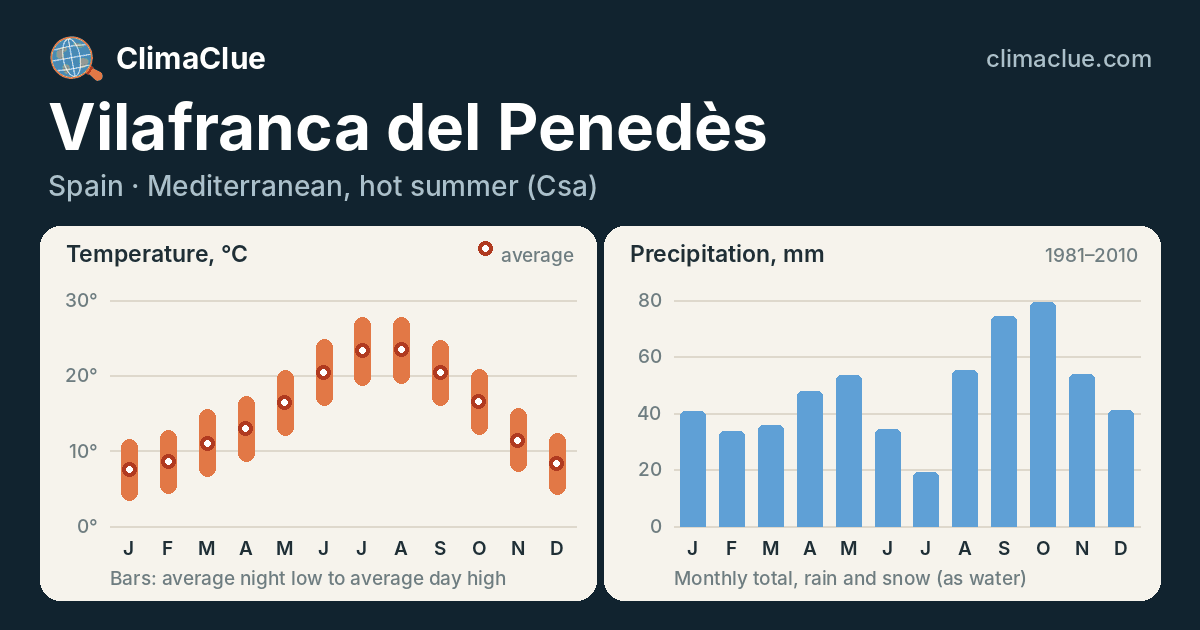 ClimaClue
climaclue.com
Vilafranca del Penedès
Spain · Mediterranean, hot summer (Csa)
Temperature, °C
average
30°
20°
10°
0°
J F M A M J J A S O N D
Bars: average night low to average day high
Precipitation, mm
1981–2010
80
60
40
20
0
J F M A M J J A S O N D
Monthly total, rain and snow (as water)